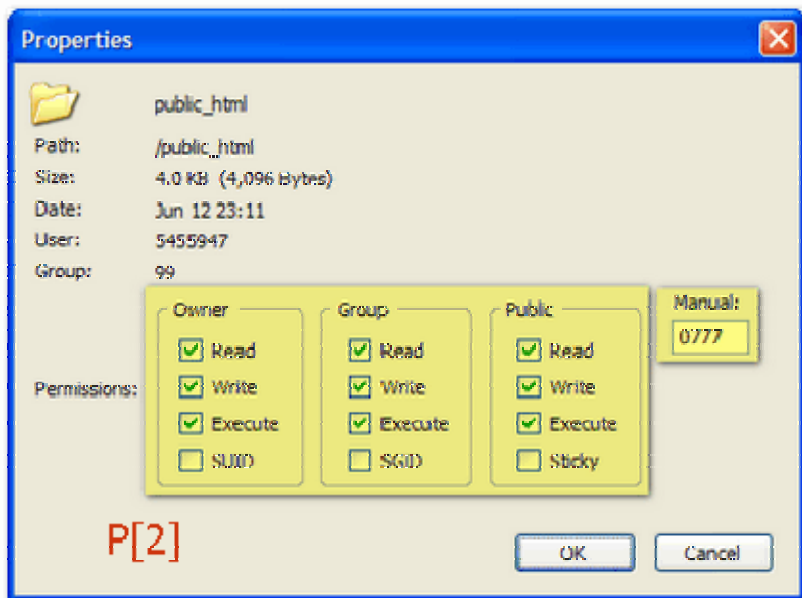 Properties
public_html
Path: /public_html
Size: 4.0 KB (4,096 Bytes)
Date: Jun 12 23:11
User: 5455947
Group: 99
Permissions:
Owner Group Public Manual:
Read Read Read 0777
Write Write Write
Execute Execute Execute
SUID SGID Sticky
P[2]
OK Cancel